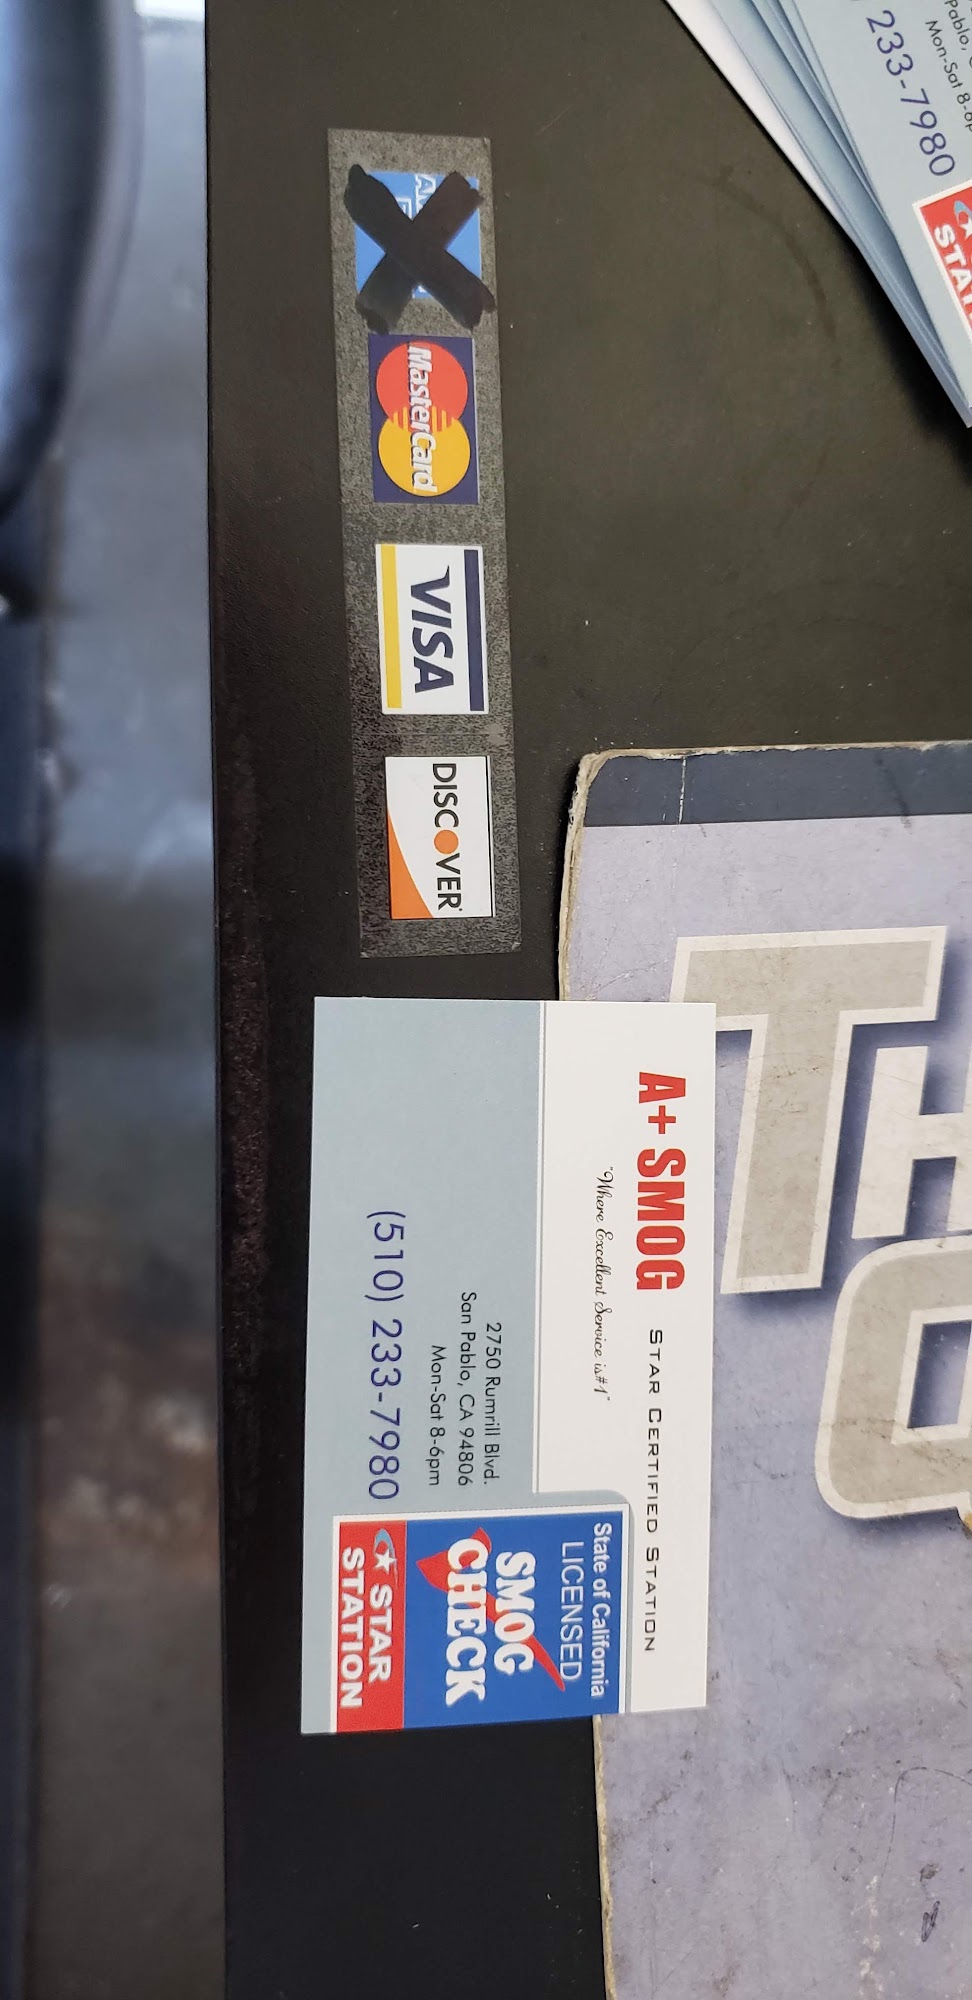 MasterCard
VISA
DISCOVER
A+ SMOG
STAR CERTIFIED STATION
"Where Excellent Service is #1"
2750 Rumrill Blvd.
San Pablo, CA 94806
Mon-Sat 8-6pm
(510) 233-7980
State of California
LICENSED
SMOG
CHECK
STAR
STATION
Mon-Sat 8-6p
233-7980